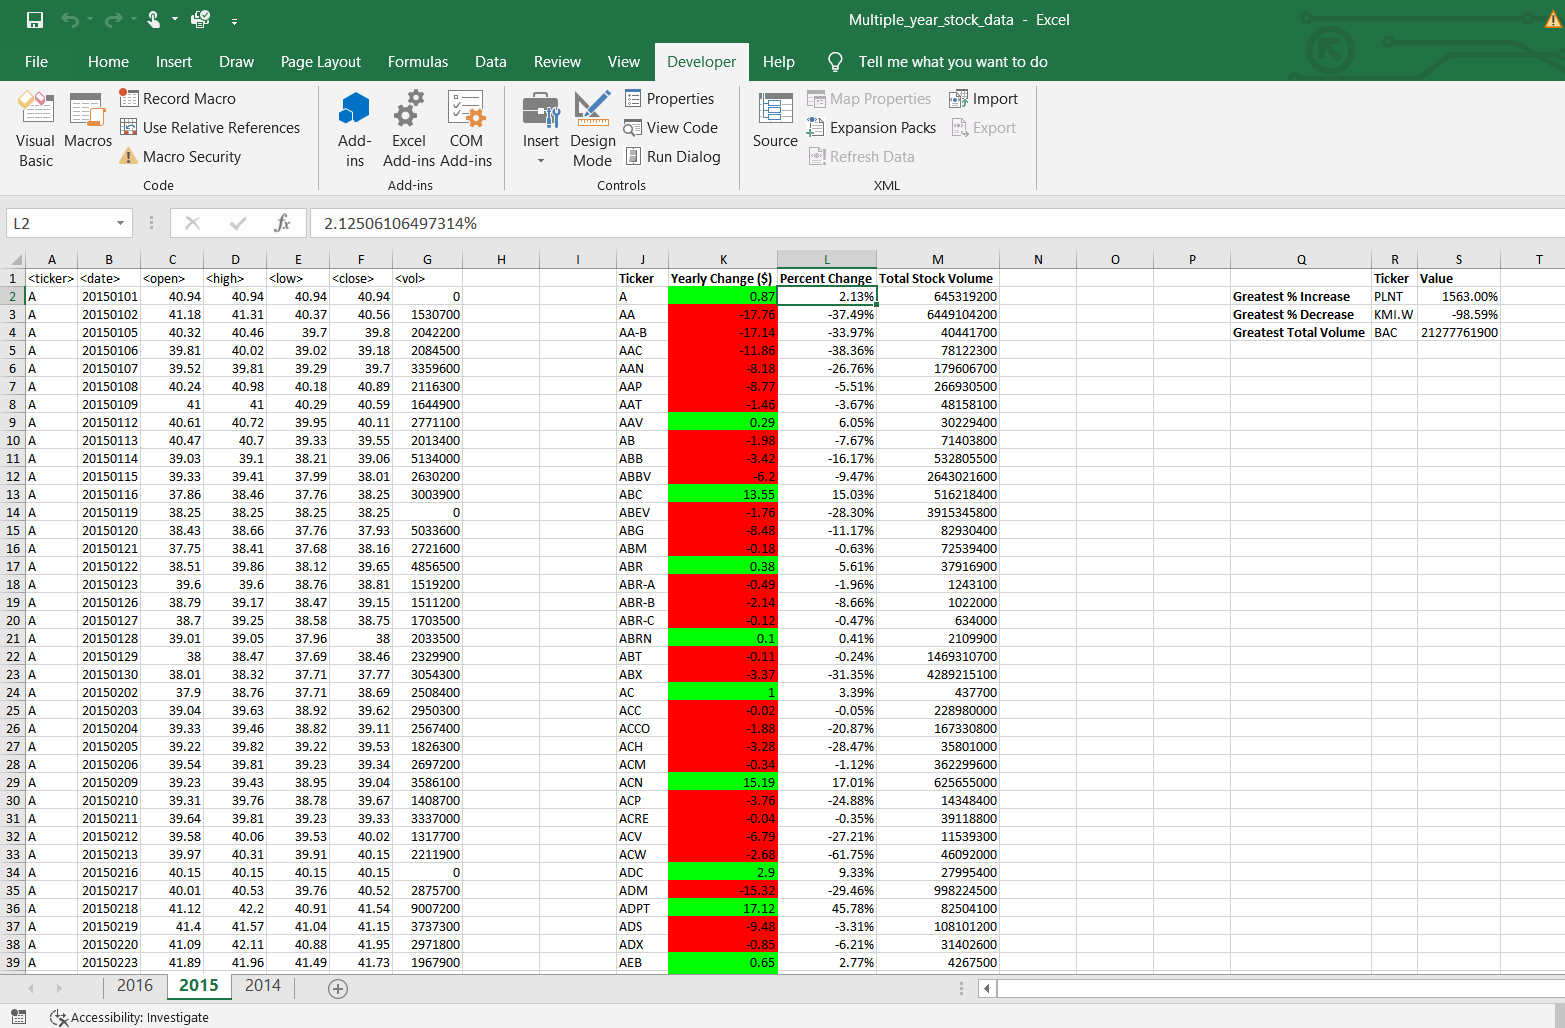 Multiple_year_stock_data - Excel
File Home Insert Draw Page Layout Formulas Data Review View Developer Help Tell me what you want to do
Visual Basic
Macros
Record Macro
Use Relative References
Macro Security
Code
Add-ins
Excel Add-ins
COM Add-ins
Add-ins
Insert
Design Mode
Properties
View Code
Run Dialog
Controls
Source
Map Properties
Expansion Packs
Refresh Data
Import
Export
XML
L2 fx 2.12506106497314%
A B C D E F G H I J K L M N O P Q R S T
1 <ticker> <date> <open> <high> <low> <close> <vol> Ticker Yearly Change ($) Percent Change Total Stock Volume Ticker Value
2 A 20150101 40.94 40.94 40.94 40.94 0 A 0.87 2.13% 645319200 Greatest % Increase PLNT 1563.00%
3 A 20150102 41.18 41.31 40.37 40.56 1530700 AA -17.76 -37.49% 6449104200 Greatest % Decrease KMI.W -98.59%
4 A 20150105 40.32 40.46 39.7 39.8 2042200 AA-B -17.14 -33.97% 40441700 Greatest Total Volume BAC 21277761900
5 A 20150106 39.81 40.02 39.02 39.18 2084500 AAC -11.86 -38.36% 78122300
6 A 20150107 39.52 39.81 39.29 39.7 3359600 AAN -8.18 -26.76% 179606700
7 A 20150108 40.24 40.98 40.18 40.89 2116300 AAP -8.77 -5.51% 266930500
8 A 20150109 41 41 40.29 40.59 1644900 AAT -1.46 -3.67% 48158100
9 A 20150112 40.61 40.72 39.95 40.11 2771100 AAV 0.29 6.05% 30229400
10 A 20150113 40.47 40.7 39.33 39.55 2013400 AB -1.98 -7.67% 71403800
11 A 20150114 39.03 39.1 38.21 39.06 5134000 ABB -3.42 -16.17% 532805500
12 A 20150115 39.33 39.41 37.99 38.01 2630200 ABBV -6.2 -9.47% 2643021600
13 A 20150116 37.86 38.46 37.76 38.25 3003900 ABC 13.55 15.03% 516218400
14 A 20150119 38.25 38.25 38.25 38.25 0 ABEV -1.76 -28.30% 3915345800
15 A 20150120 38.43 38.66 37.76 37.93 5033600 ABG -8.48 -11.17% 82930400
16 A 20150121 37.75 38.41 37.68 38.16 2721600 ABM -0.18 -0.63% 72539400
17 A 20150122 38.51 39.86 38.12 39.65 4856500 ABR 0.38 5.61% 37916900
18 A 20150123 39.6 39.6 38.76 38.81 1519200 ABR-A -0.49 -1.96% 1243100
19 A 20150126 38.79 39.17 38.47 39.15 1511200 ABR-B -2.14 -8.66% 1022000
20 A 20150127 38.7 39.25 38.58 38.75 1703500 ABR-C -0.12 -0.47% 634000
21 A 20150128 39.01 39.05 37.96 38 2033500 ABRN 0.1 0.41% 2109900
22 A 20150129 38 38.47 37.69 38.46 2329900 ABT -0.11 -0.24% 1469310700
23 A 20150130 38.01 38.32 37.71 37.77 3054300 ABX -3.37 -31.35% 4289215100
24 A 20150202 37.9 38.76 37.71 38.69 2508400 AC 1 3.39% 437700
25 A 20150203 39.04 39.63 38.92 39.62 2950300 ACC -0.02 -0.05% 228980000
26 A 20150204 39.33 39.46 38.82 39.11 2567400 ACCO -1.88 -20.87% 167330800
27 A 20150205 39.22 39.82 39.22 39.53 1826300 ACH -3.28 -28.47% 35801000
28 A 20150206 39.54 39.81 39.23 39.34 2697200 ACM -0.34 -1.12% 362299600
29 A 20150209 39.23 39.43 38.95 39.04 3586100 ACN 15.19 17.01% 625655000
30 A 20150210 39.31 39.76 38.78 39.67 1408700 ACP -3.76 -24.88% 14348400
31 A 20150211 39.64 39.81 39.23 39.33 3337000 ACRE -0.04 -0.35% 39118800
32 A 20150212 39.58 40.06 39.53 40.02 1317700 ACV -6.79 -27.21% 11539300
33 A 20150213 39.97 40.31 39.91 40.15 2211900 ACW -2.68 -61.75% 46092000
34 A 20150216 40.15 40.15 40.15 40.15 0 ADC 2.9 9.33% 27995400
35 A 20150217 40.01 40.53 39.76 40.52 2875700 ADM -15.32 -29.46% 998224500
36 A 20150218 41.12 42.2 40.91 41.54 9007200 ADPT 17.12 45.78% 82504100
37 A 20150219 41.4 41.57 41.04 41.15 3737300 ADS -9.48 -3.31% 108101200
38 A 20150220 41.09 42.11 40.88 41.95 2971800 ADX -0.85 -6.21% 31402600
39 A 20150223 41.89 41.96 41.49 41.73 1967900 AEB 0.65 2.77% 4267500
2016 2015 2014
Accessibility: Investigate